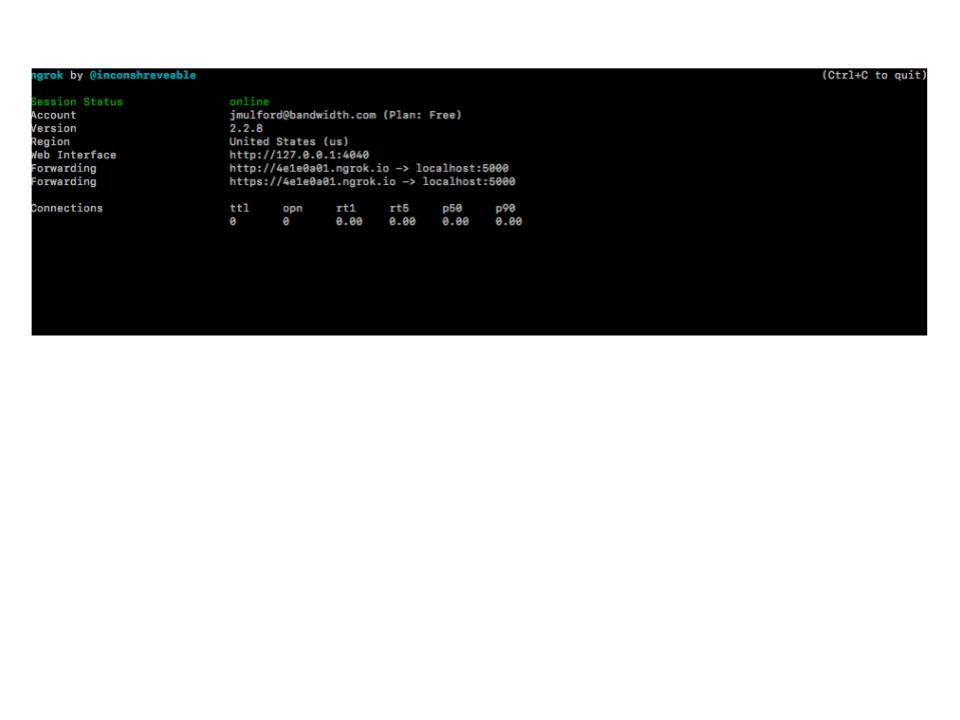 ngrok by @inconshreveable (Ctrl+C to quit)
Session Status online
Account jmulford@bandwidth.com (Plan: Free)
Version 2.2.8
Region United States (us)
Web Interface http://127.0.0.1:4040
Forwarding http://4e1e0a01.ngrok.io -> localhost:5000
Forwarding https://4e1e0a01.ngrok.io -> localhost:5000
Connections ttl opn rt1 rt5 p50 p90
0 0 0.00 0.00 0.00 0.00